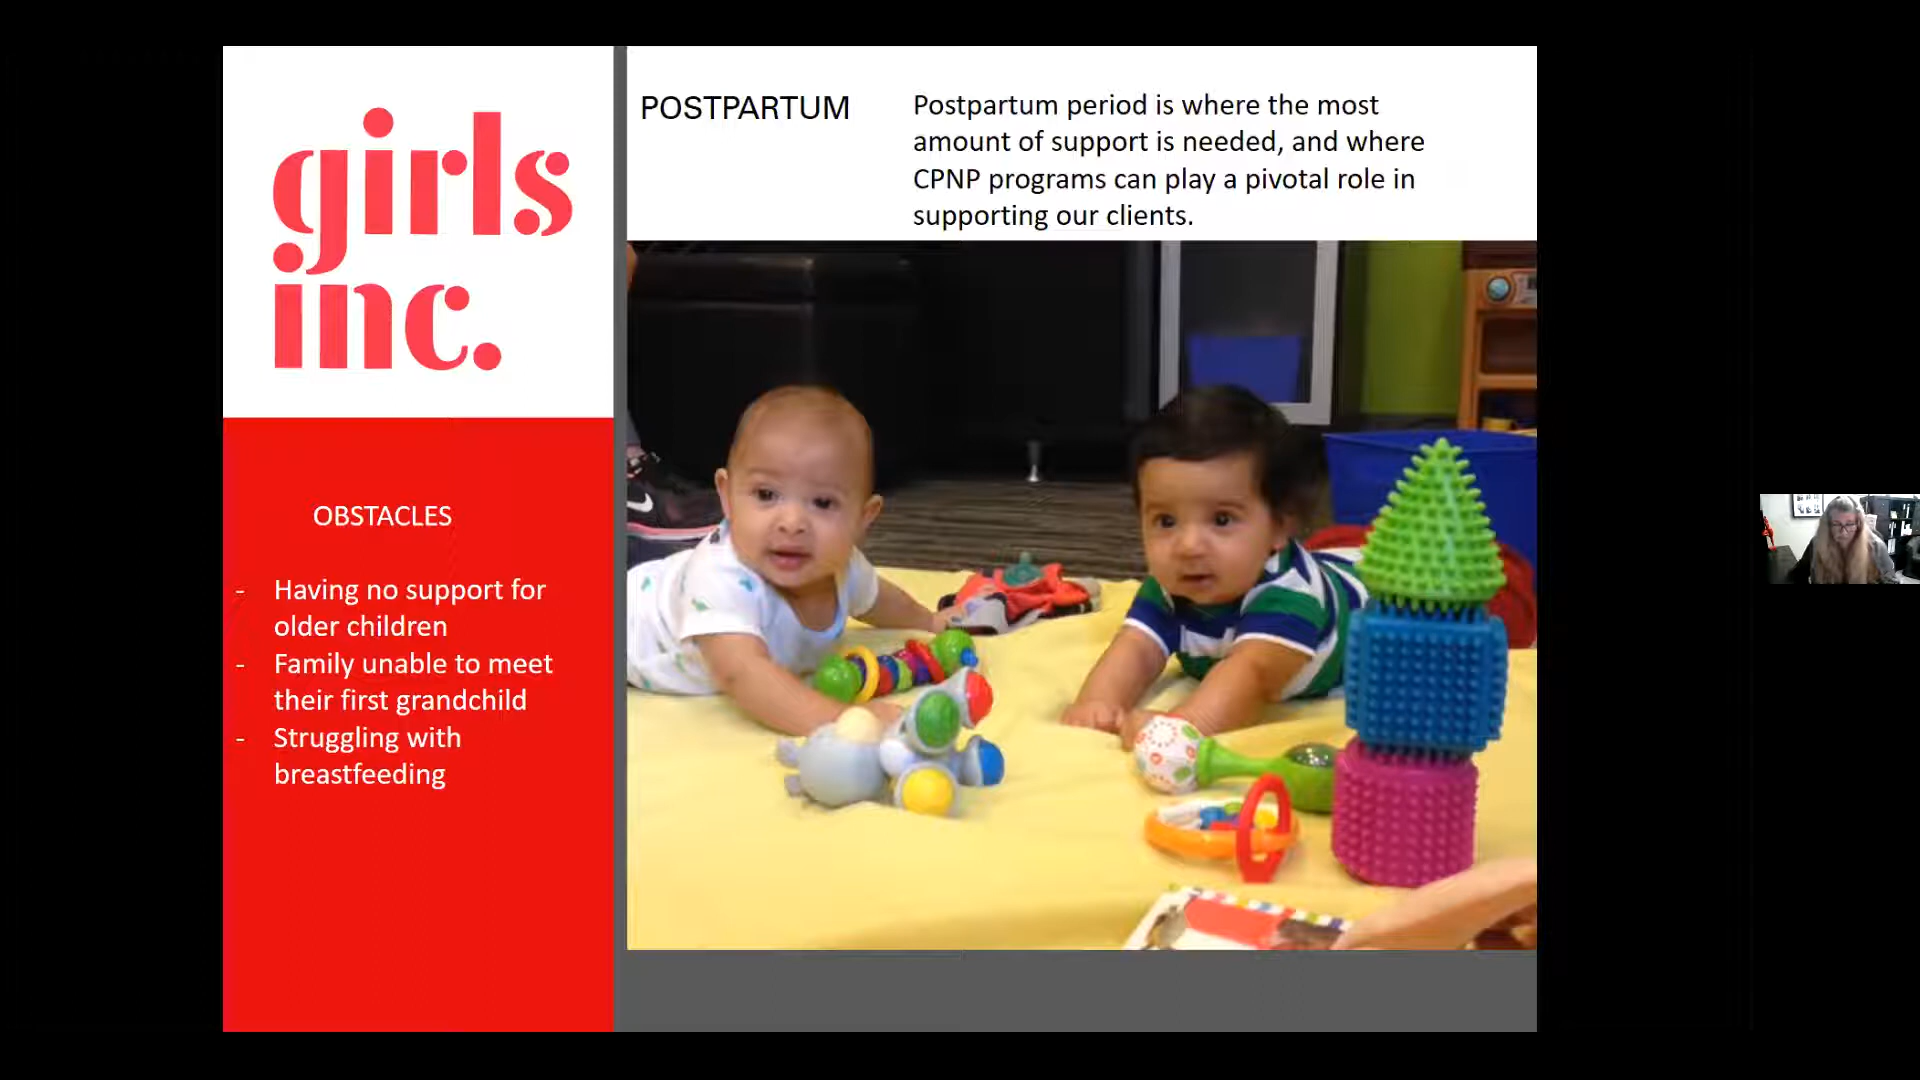 girls
inc.
OBSTACLES
- Having no support for
older children
- Family unable to meet
their first grandchild
- Struggling with
breastfeeding
POSTPARTUM
Postpartum period is where the most
amount of support is needed, and where
CPNP programs can play a pivotal role in
supporting our clients.